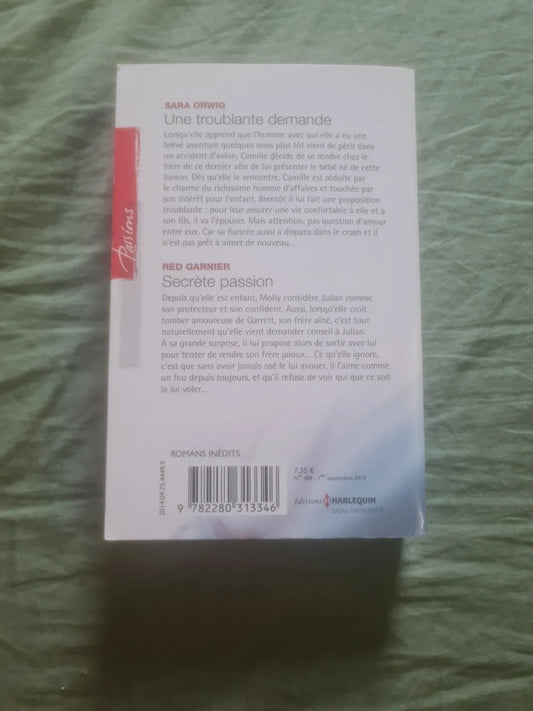 SARA ORWIG
Une troublante demande
Lorsqu'elle apprend que l'homme avec qui elle a eu une
brève aventure quelques mois plus tôt vient de périr dans
un accident d'avion, Camille décide de se rendre chez le
frère de ce dernier afin de lui présenter le bébé né de cette
liaison. Dès qu'elle le rencontre, Camille est séduite par
le charme du richissime homme d'affaires et touchée par
son intérêt pour l'enfant. Bientôt il lui fait une proposition
troublante : pour leur assurer une vie confortable à elle et à
son fils, il va l'épouser. Mais attention, pas question d'amour
entre eux. Car sa fiancée aussi a disparu dans le crash et il
n'est pas prêt à aimer de nouveau...
Passions
RED GARNIER
Secrète passion
Depuis qu'elle est enfant, Molly considère Julian comme
son protecteur et son confident. Aussi, lorsqu'elle croit
tomber amoureuse de Garrett, son frère aîné, c'est tout
naturellement qu'elle vient demander conseil à Julian.
A sa grande surprise, il lui propose alors de sortir avec lui
pour tenter de rendre son frère jaloux... Ce qu'elle ignore,
c'est que sans avoir jamais osé le lui avouer, il l'aime comme
un fou depuis toujours, et qu'il refuse de voir qui que ce soit
la lui voler...
ROMANS INÉDITS
2014.09.75.4449.9
9 782280 313346
7,35 €
N° 489 - 1er septembre 2014
éditions HARLEQUIN
www.harlequin.fr